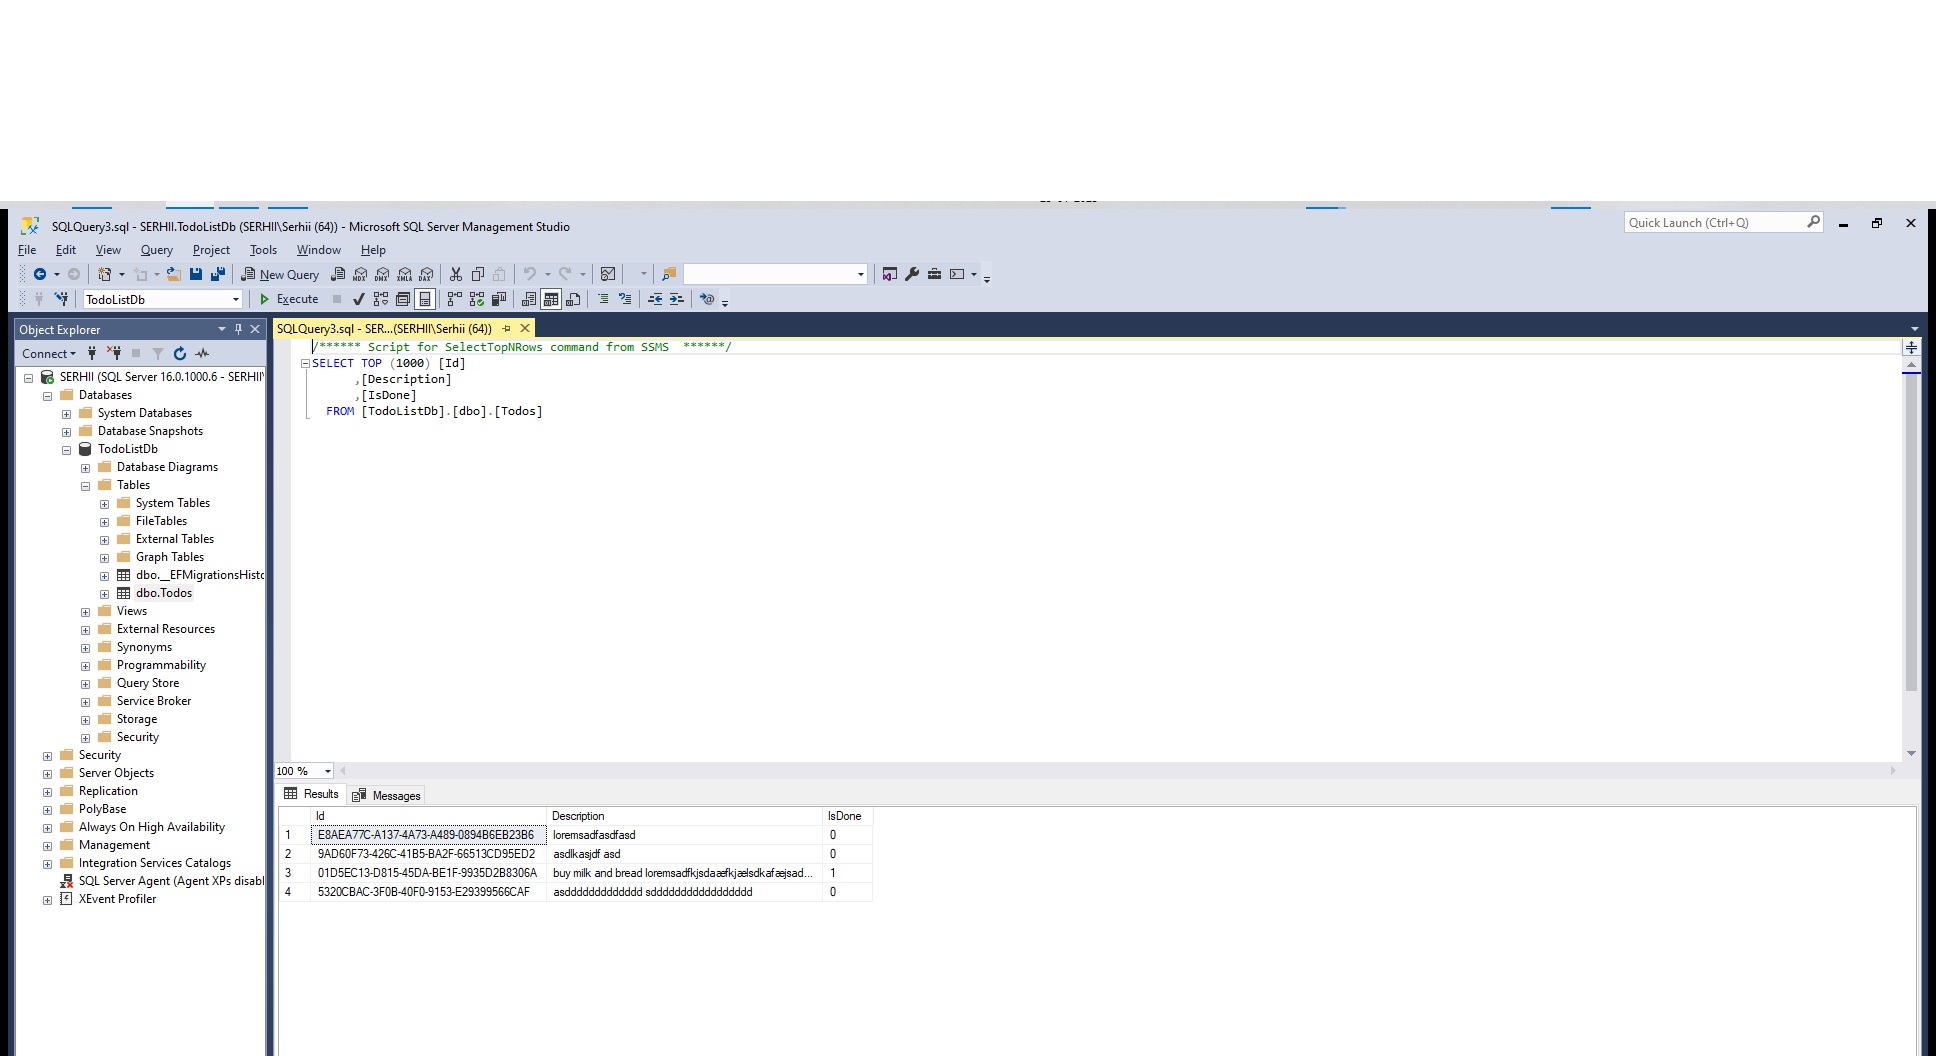 SQLQuery3.sql - SERHII.TodoListDb (SERHII\Serhii (64)) - Microsoft SQL Server Management Studio
Quick Launch (Ctrl+Q)
File Edit View Query Project Tools Window Help
New Query MDX DMX XMLA DAX
TodoListDb Execute
Object Explorer
SQLQuery3.sql - SER...(SERHII\Serhii (64))
Connect
SERHII (SQL Server 16.0.1000.6 - SERHII\
Databases
System Databases
Database Snapshots
TodoListDb
Database Diagrams
Tables
System Tables
FileTables
External Tables
Graph Tables
dbo.__EFMigrationsHisto
dbo.Todos
Views
External Resources
Synonyms
Programmability
Query Store
Service Broker
Storage
Security
Security
Server Objects
Replication
PolyBase
Always On High Availability
Management
Integration Services Catalogs
SQL Server Agent (Agent XPs disabl
XEvent Profiler
/****** Script for SelectTopNRows command from SSMS ******/
SELECT TOP (1000) [Id]
,[Description]
,[IsDone]
FROM [TodoListDb].[dbo].[Todos]
100 %
Results Messages
Id Description IsDone
1 E8AEA77C-A137-4A73-A489-0894B6EB23B6 loremsadfasdfasd 0
2 9AD60F73-426C-41B5-BA2F-66513CD95ED2 asdlkasjdf asd 0
3 01D5EC13-D815-45DA-BE1F-9935D2B8306A buy milk and bread loremsadfkjsdaæfkjælsdkafæjsad... 1
4 5320CBAC-3F0B-40F0-9153-E29399566CAF asddddddddddddd sdddddddddddddddddd 0